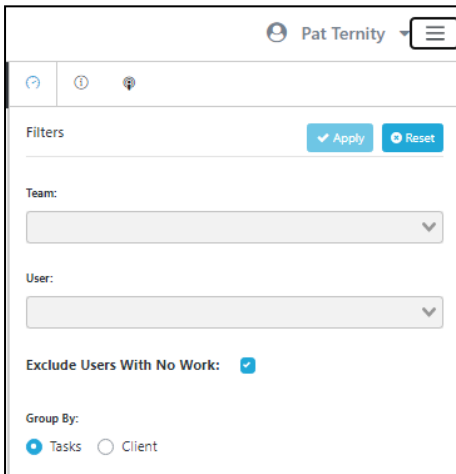 Pat Ternity
Filters
Apply
Reset
Team:
User:
Exclude Users With No Work:
Group By:
Tasks
Client